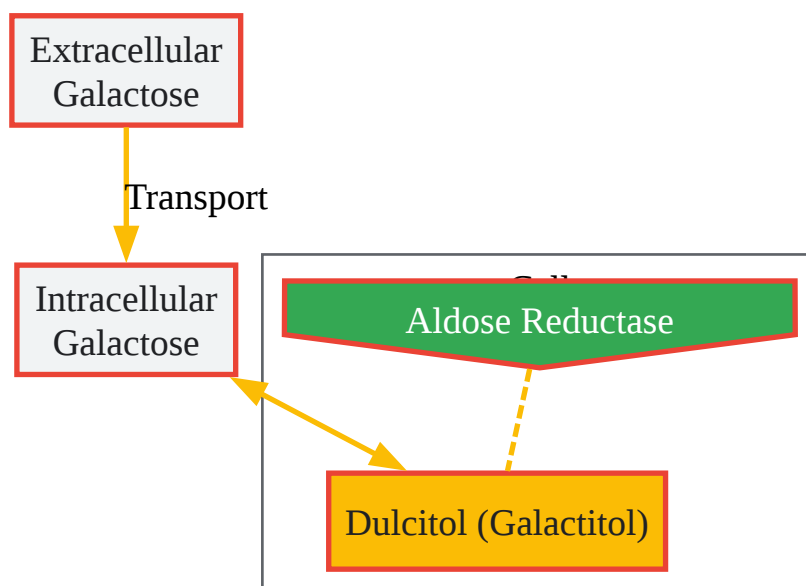 Extracellular
Galactose
Transport
Intracellular
Galactose
Aldose Reductase
Dulcitol (Galactitol)